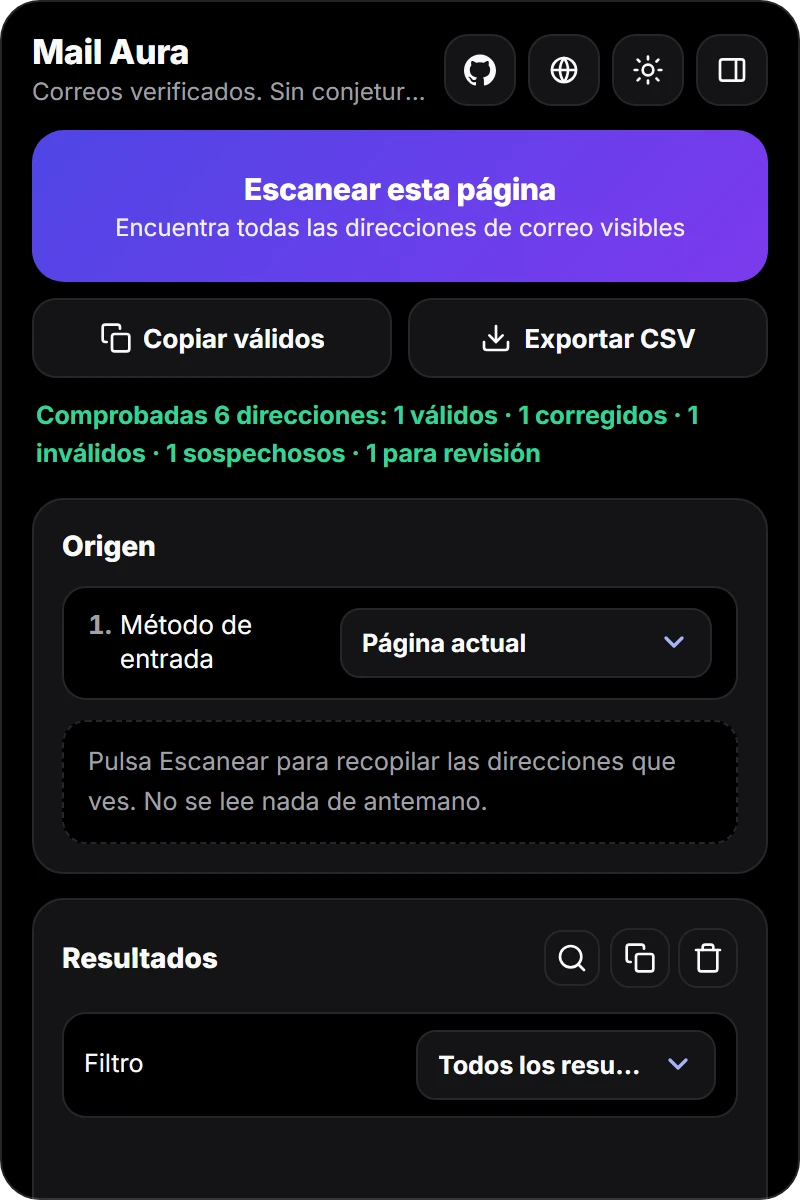 Mail Aura
Correos verificados. Sin conjetur...
Escanear esta página
Encuentra todas las direcciones de correo visibles
Copiar válidos
Exportar CSV
Comprobadas 6 direcciones: 1 válidos · 1 corregidos · 1
inválidos · 1 sospechosos · 1 para revisión
Origen
1. Método de
entrada
Página actual
Pulsa Escanear para recopilar las direcciones que
ves. No se lee nada de antemano.
Resultados
Filtro
Todos los resu...